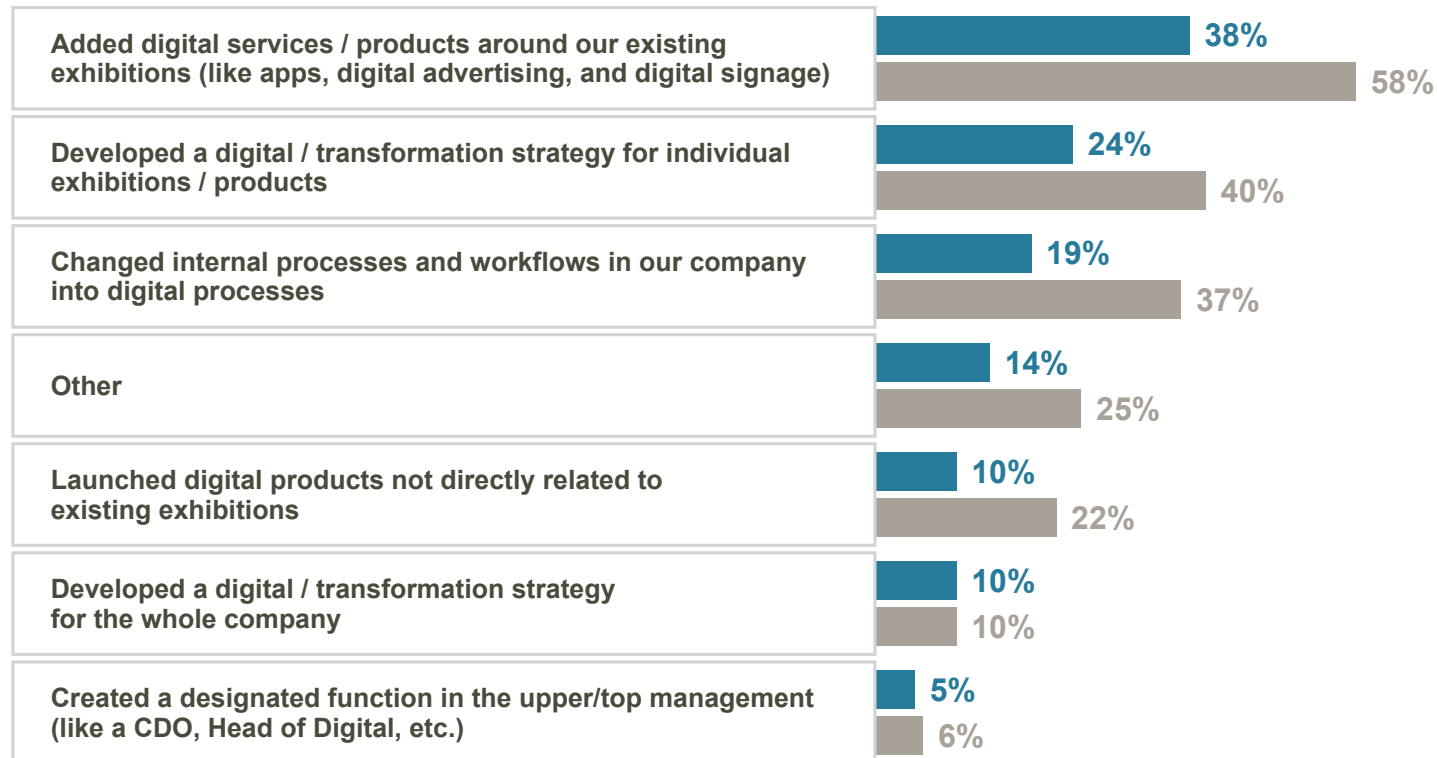 Added digital services / products around our existing
exhibitions (like apps, digital advertising, and digital signage)
38%
58%
Developed a digital / transformation strategy for individual
exhibitions / products
24%
40%
Changed internal processes and workflows in our company
into digital processes
19%
37%
Other
14%
25%
Launched digital products not directly related to
existing exhibitions
10%
22%
Developed a digital / transformation strategy
for the whole company
10%
10%
Created a designated function in the upper/top management
(like a CDO, Head of Digital, etc.)
5%
6%